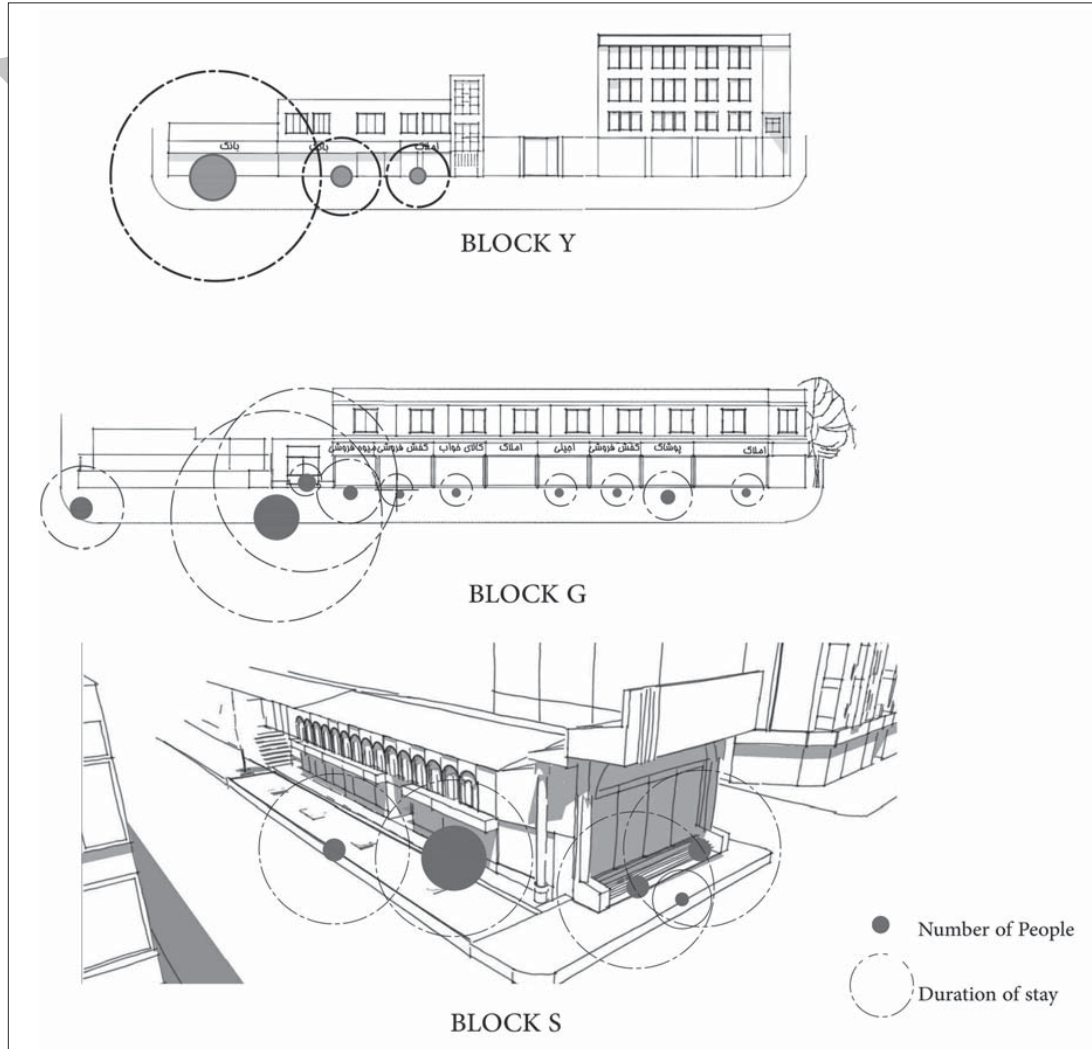 بانک بانک املاک
BLOCK Y
میوه فروشی کفش فروشی کالای خواب املاک آجیلی کفش فروشی پوشاک املاک
BLOCK G
Number of People
Duration of stay
BLOCK S